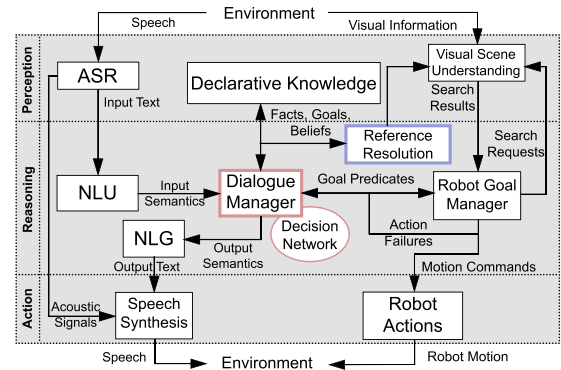 Speech
Environment
Visual Information
Perception
ASR
Declarative Knowledge
Visual Scene
Understanding
Input Text
Facts, Goals,
Beliefs
Search
Results
Reference
Resolution
Search
Requests
Reasoning
NLU
Input
Semantics
Dialogue
Manager
Goal Predicates
Robot Goal
Manager
Decision
Network
Action
Failures
NLG
Output
Semantics
Output Text
Motion Commands
Action
Acoustic
Signals
Speech
Synthesis
Robot
Actions
Speech
Environment
Robot Motion